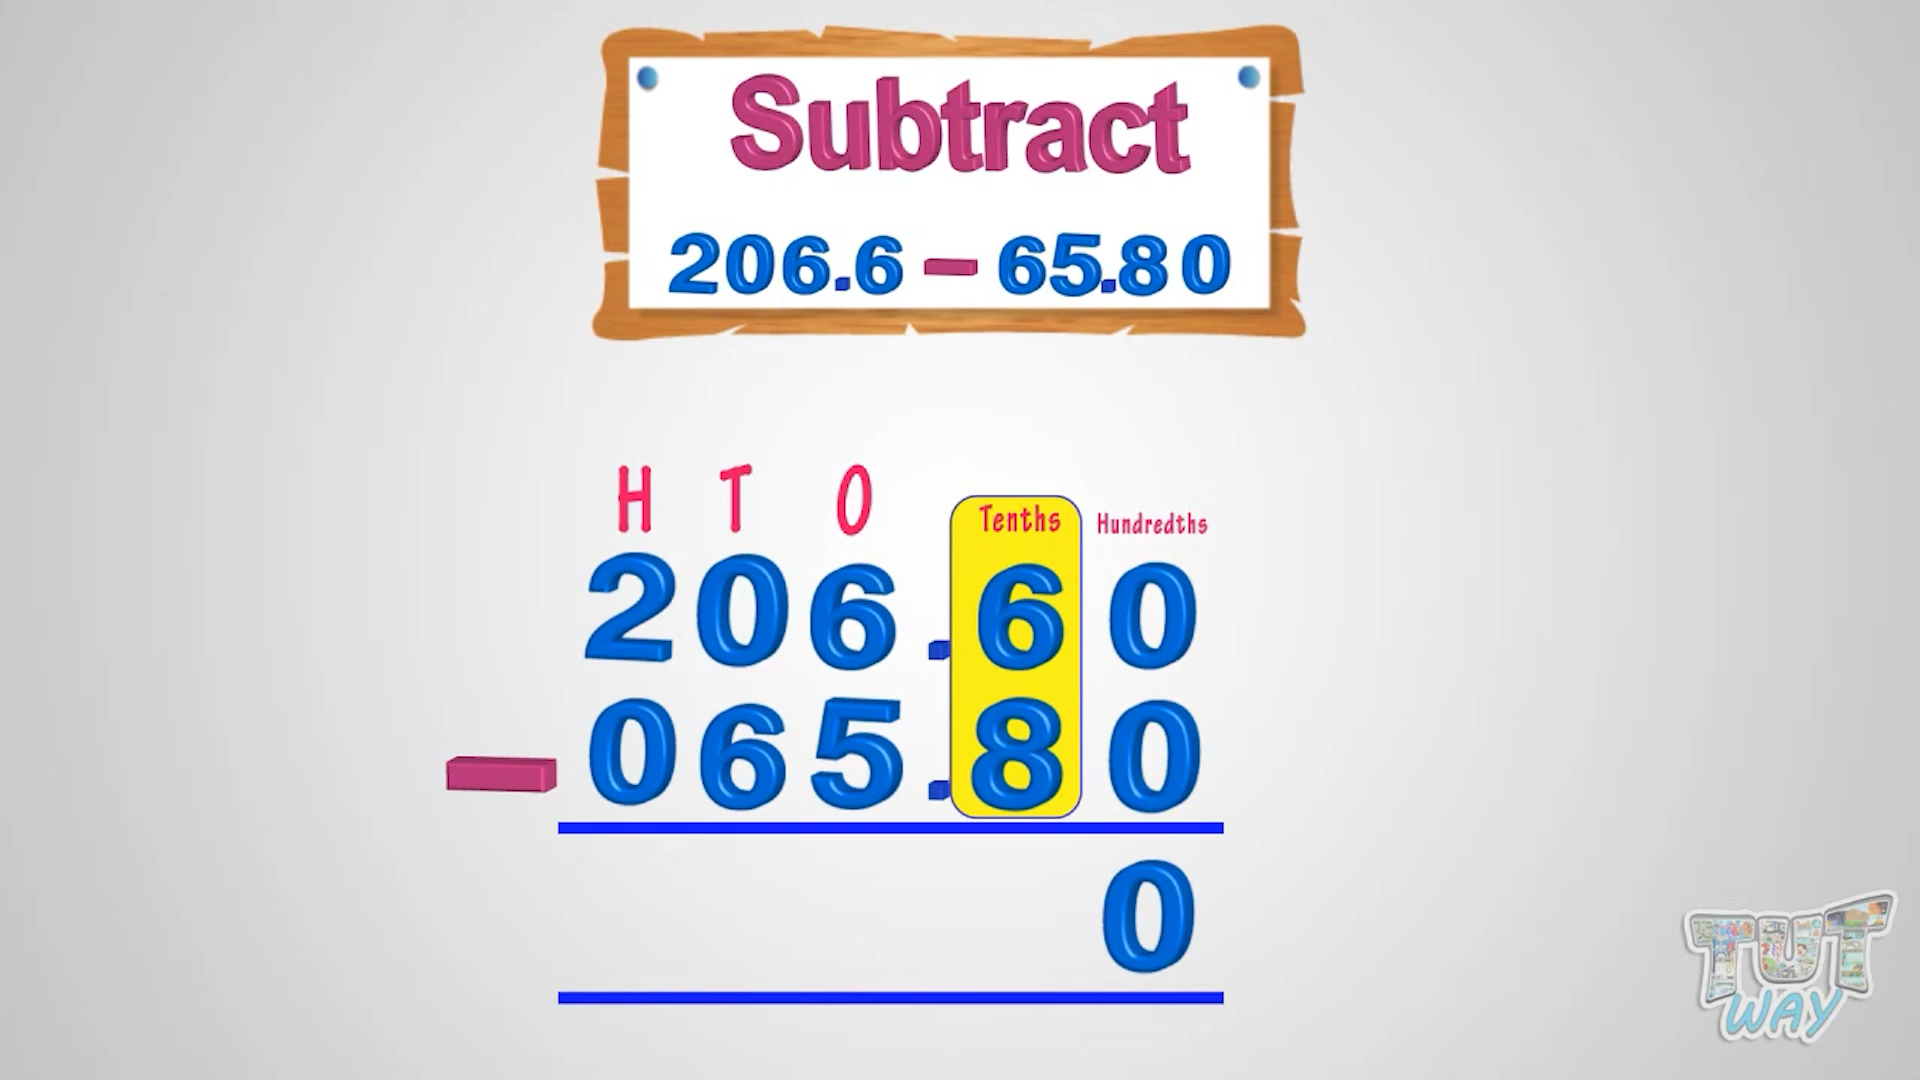 Subtract
206.6 - 65.80
H T O Tenths Hundredths
206.60
- 065.80
0
TUT
WAY